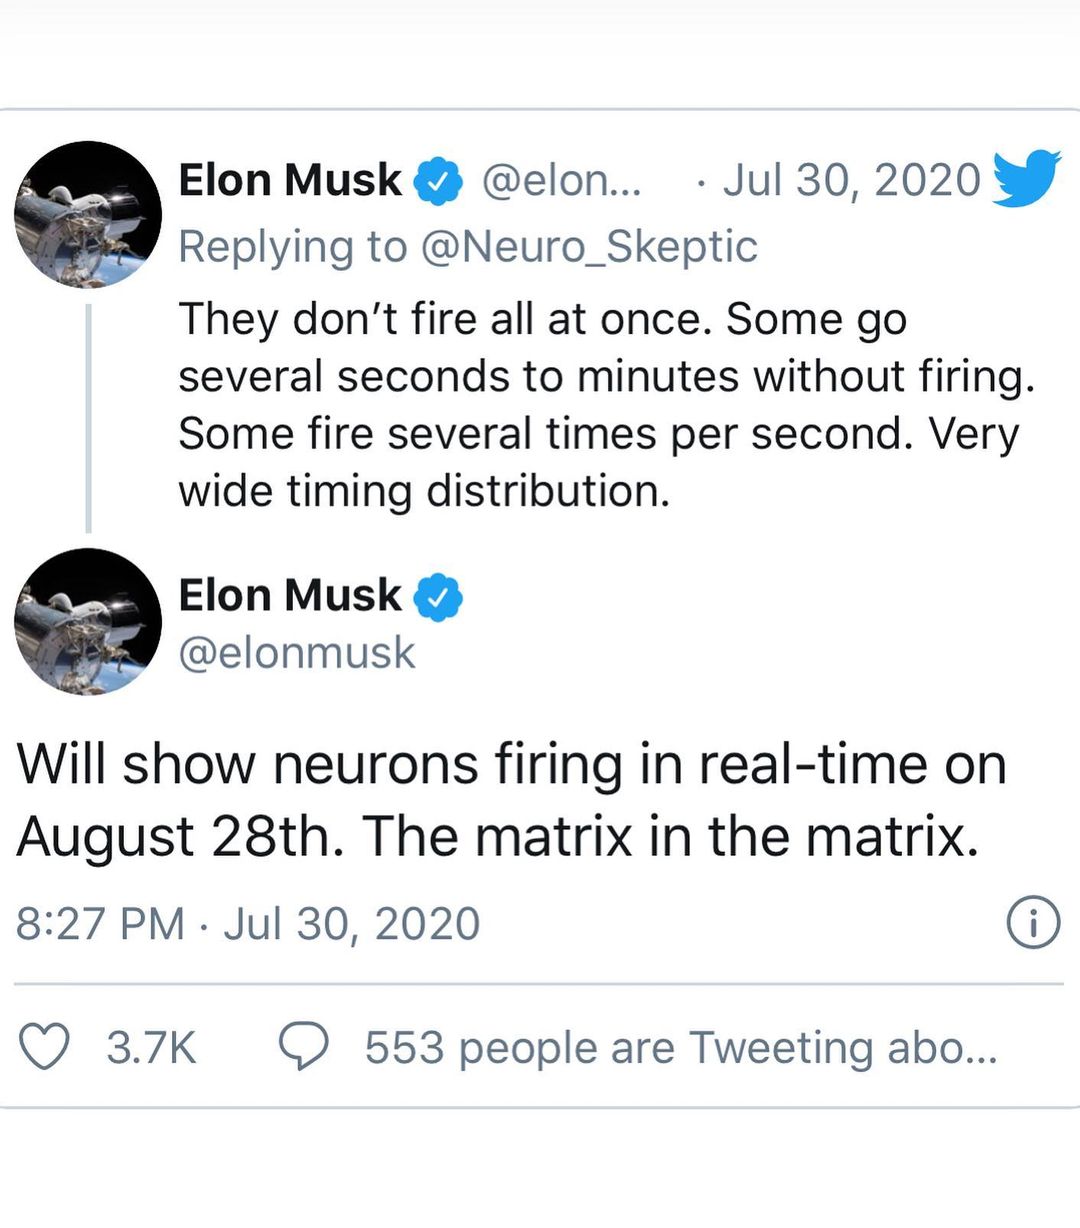 Elon Musk @elon... · Jul 30, 2020
Replying to @Neuro_Skeptic
They don’t fire all at once. Some go
several seconds to minutes without firing.
Some fire several times per second. Very
wide timing distribution.
Elon Musk
@elonmusk
Will show neurons firing in real-time on
August 28th. The matrix in the matrix.
8:27 PM · Jul 30, 2020
3.7K 553 people are Tweeting abo...